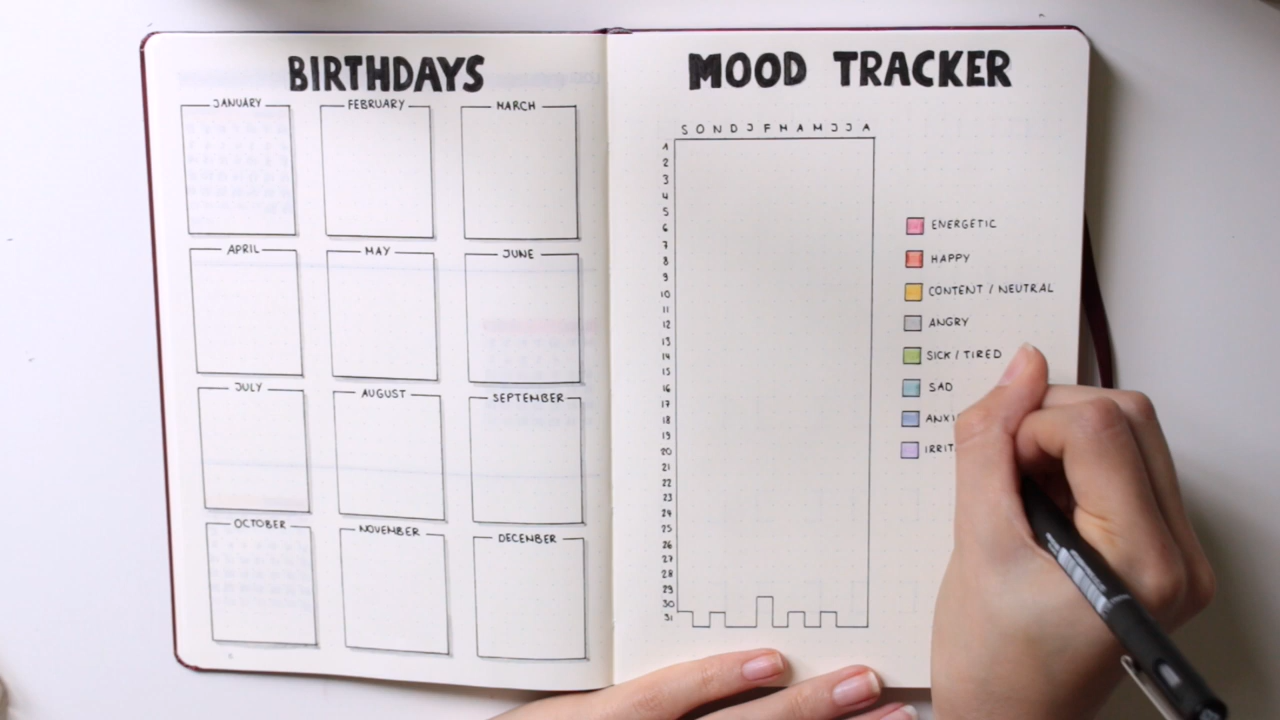 BIRTHDAYS
JANUARY FEBRUARY MARCH
APRIL MAY JUNE
JULY AUGUST SEPTEMBER
OCTOBER NOVEMBER DECEMBER
MOOD TRACKER
S O N D J F M A M J J A
1
2
3
4
5
6
7
8
9
10
11
12
13
14
15
16
17
18
19
20
21
22
23
24
25
26
27
28
29
30
31
ENERGETIC
HAPPY
CONTENT / NEUTRAL
ANGRY
SICK / TIRED
SAD